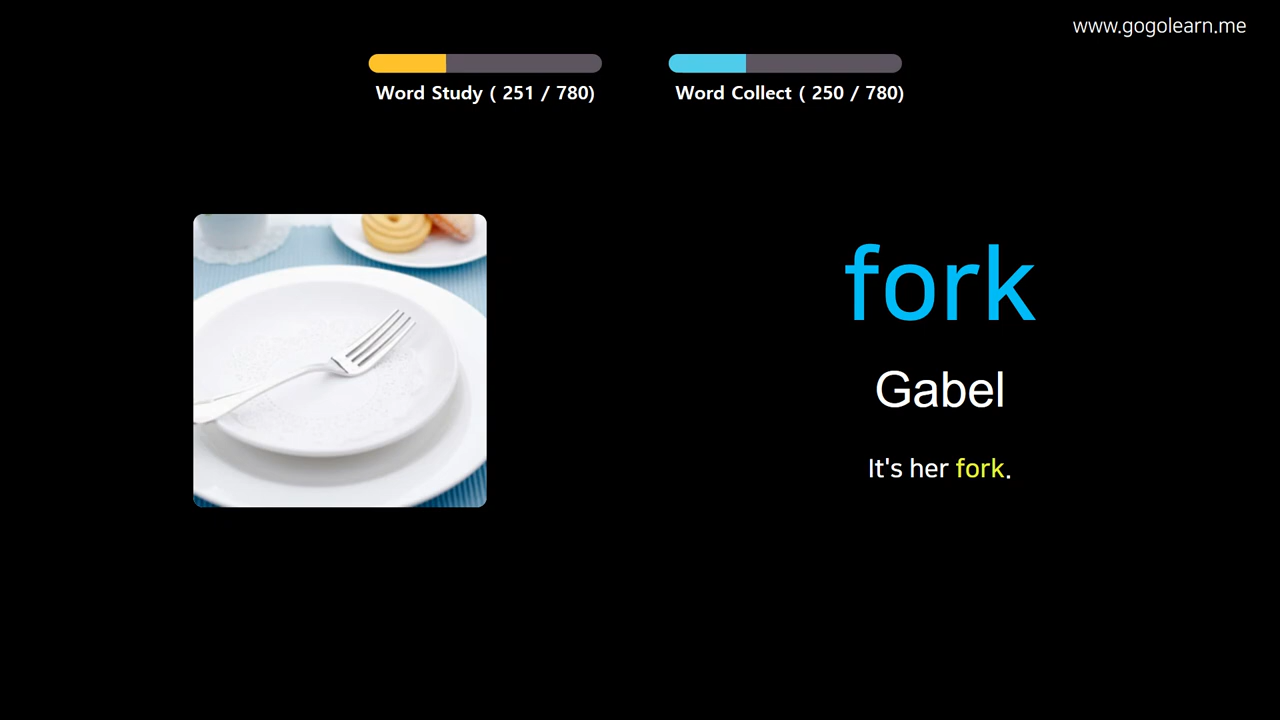 www.gogolearn.me
Word Study ( 251 / 780)
Word Collect ( 250 / 780)
fork
Gabel
It's her fork.